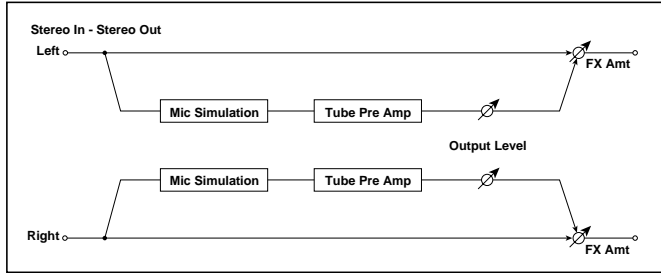 Stereo In - Stereo Out
Left
FX Amt
Mic Simulation
Tube Pre Amp
Output Level
Mic Simulation
Tube Pre Amp
Right
FX Amt